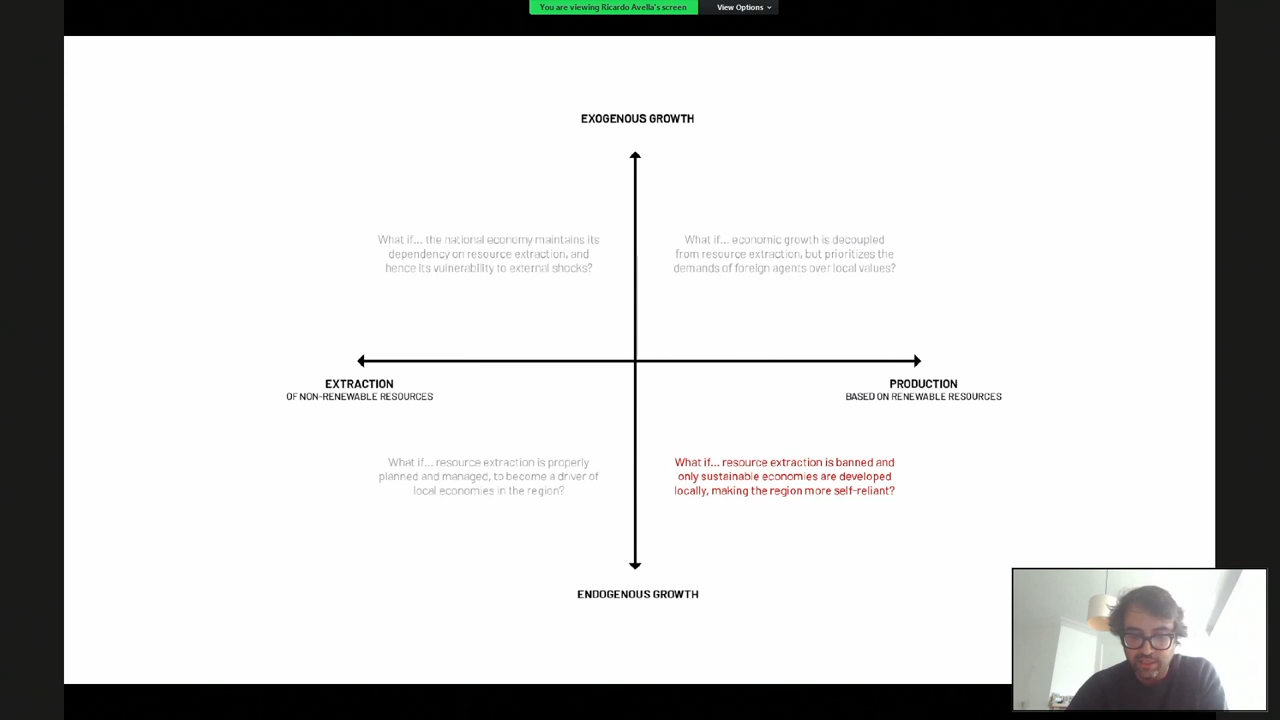 You are viewing Ricardo Avella's screen
View Options
EXOGENOUS GROWTH
What if... the national economy maintains its
dependency on resource extraction, and
hence its vulnerability to external shocks?
What if... economic growth is decoupled
from resource extraction, but prioritizes the
demands of foreign agents over local values?
EXTRACTION
OF NON-RENEWABLE RESOURCES
PRODUCTION
BASED ON RENEWABLE RESOURCES
What if... resource extraction is properly
planned and managed, to become a driver of
local economies in the region?
What if... resource extraction is banned and
only sustainable economies are developed
locally, making the region more self-reliant?
ENDOGENOUS GROWTH